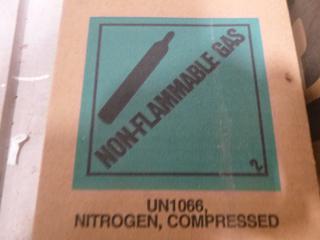 NON-FLAMMABLE GAS
2
UN1066,
NITROGEN, COMPRESSED